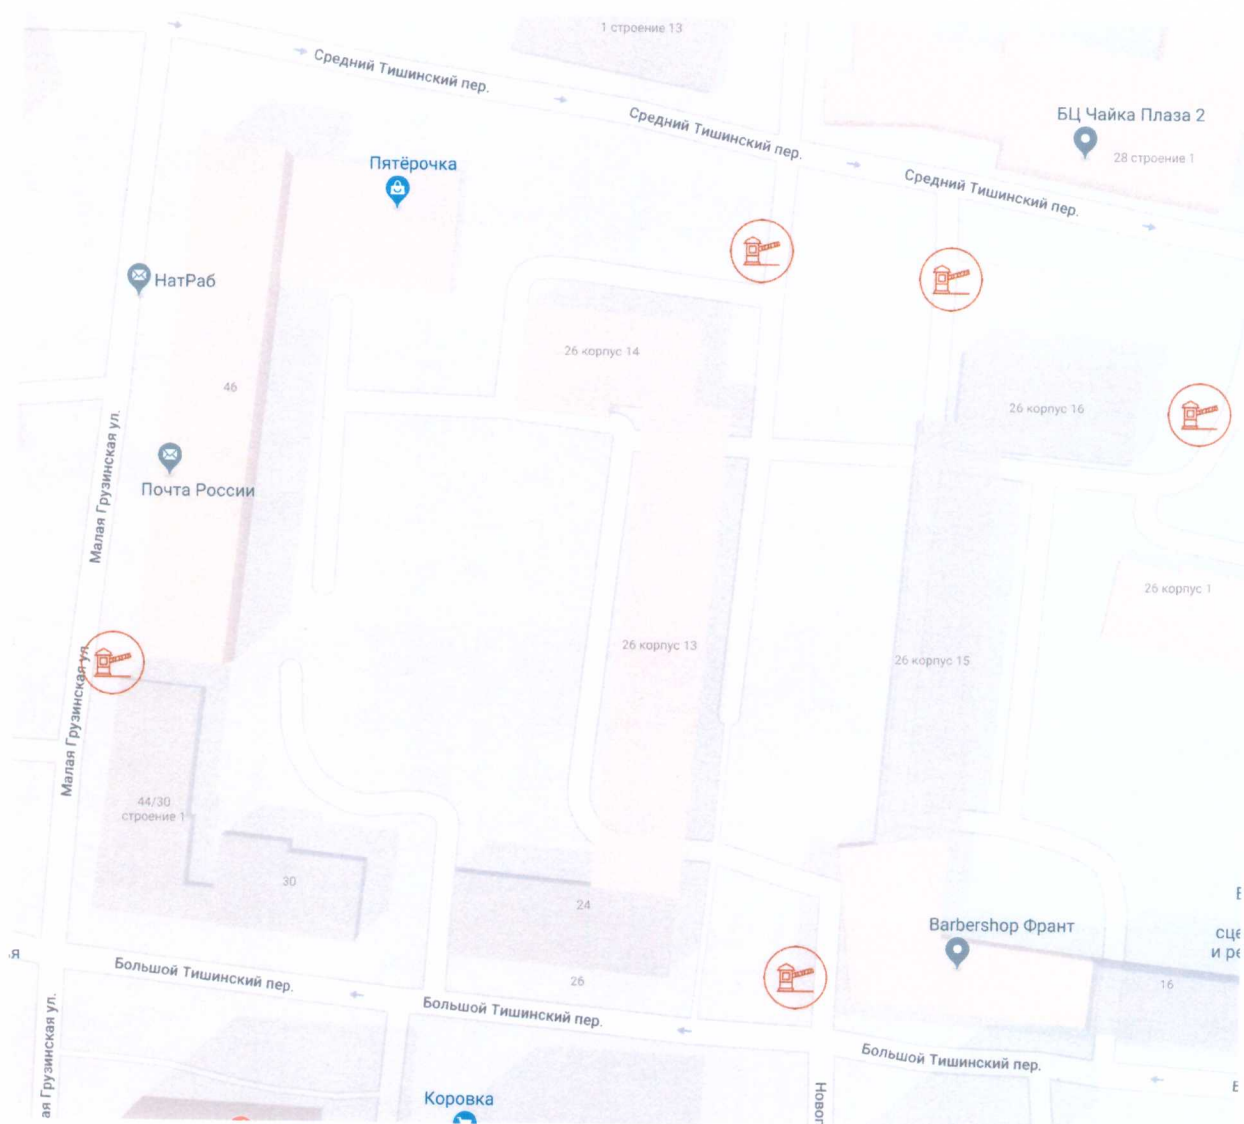 1 строение 13
Средний Тишинский пер.
Средний Тишинский пер.
БЦ Чайка Плаза 2
28 строение 1
Пятёрочка
Средний Тишинский пер.
НатРаб
26 корпус 14
46
26 корпус 16
Малая Грузинская ул.
Почта России
26 корпус 1
26 корпус 13
26 корпус 15
Малая Грузинская ул.
44/30
строение 1
30
24
Barbershop Франт
26
16
Большой Тишинский пер.
Большой Тишинский пер.
Большой Тишинский пер.
ая Грузинская ул.
Коровка